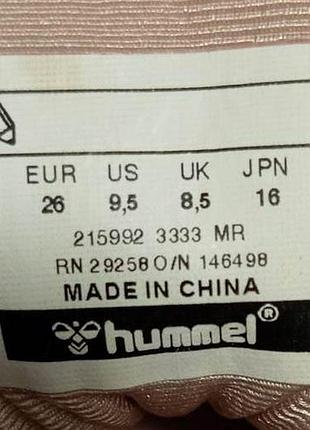 EUR US UK JPN
26 9,5 8,5 16
215992 3333 MR
RN 29258 O/N 146498
MADE IN CHINA
hummel®